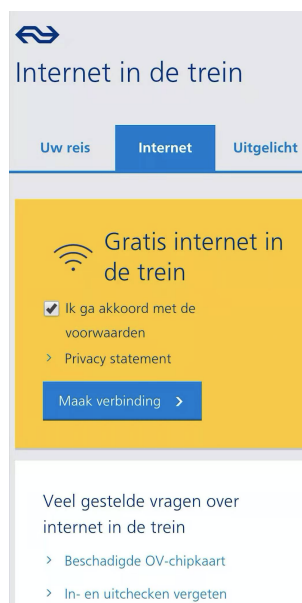 Internet in de trein
Uw reis Internet Uitgelicht
Gratis internet in
de trein
Ik ga akkoord met de
voorwaarden
Privacy statement
Maak verbinding
Veel gestelde vragen over
internet in de trein
Beschadigde OV-chipkaart
In- en uitchecken vergeten